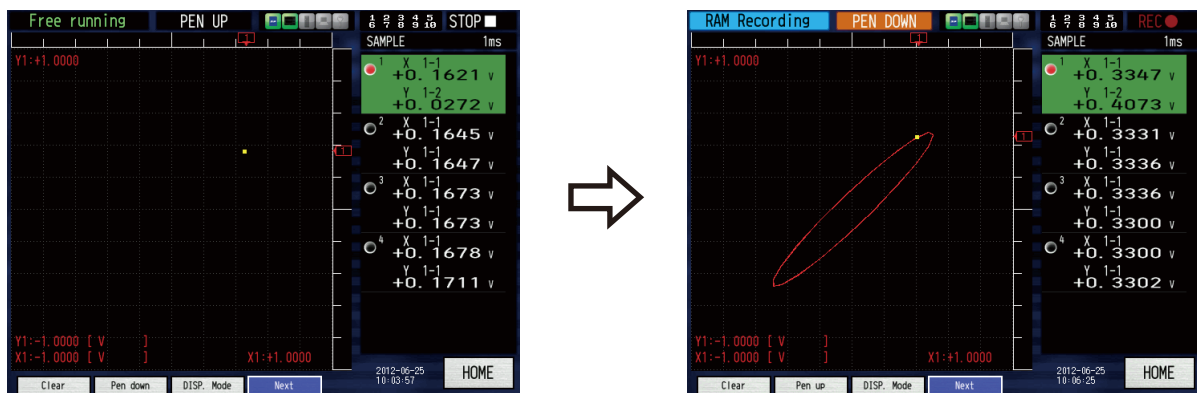 Free running PEN UP 1 2 3 4 5 STOP
6 7 8 9 10
SAMPLE 1ms
1
Y1:+1.0000
1 X 1-1
+0.1621 V
Y 1-2
+0.0272 V
2 X 1-1
+0.1645 V
1
Y 1-1
+0.1647 V
3 X 1-1
+0.1673 V
Y 1-1
+0.1673 V
4 X 1-1
+0.1678 V
Y 1-1
+0.1711 V
Y1:-1.0000 [ V ]
X1:-1.0000 [ V ] X1:+1.0000
2012-06-25
10:03:57
HOME
Clear Pen down DISP. Mode Next
RAM Recording PEN DOWN 1 2 3 4 5 REC
6 7 8 9 10
SAMPLE 1ms
1
Y1:+1.0000
1 X 1-1
+0.3347 V
Y 1-2
+0.4073 V
2 X 1-1
+0.3331 V
1
Y 1-1
+0.3336 V
3 X 1-1
+0.3336 V
Y 1-1
+0.3300 V
4 X 1-1
+0.3300 V
Y 1-1
+0.3302 V
Y1:-1.0000 [ V ]
X1:-1.0000 [ V ] X1:+1.0000
2012-06-25
10:06:25
HOME
Clear Pen up DISP. Mode Next